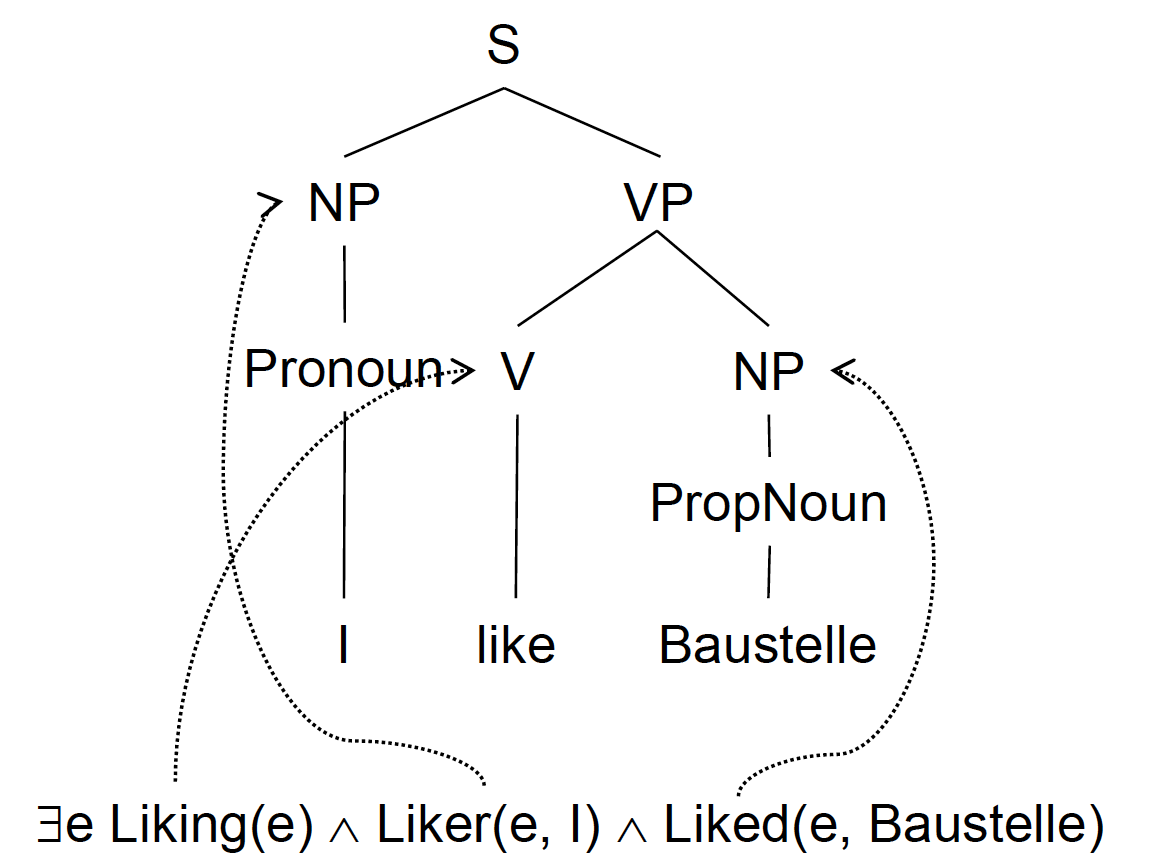 S
NP VP
Pronoun V NP
PropNoun
I like Baustelle
∃e Liking(e) ∧ Liker(e, I) ∧ Liked(e, Baustelle)